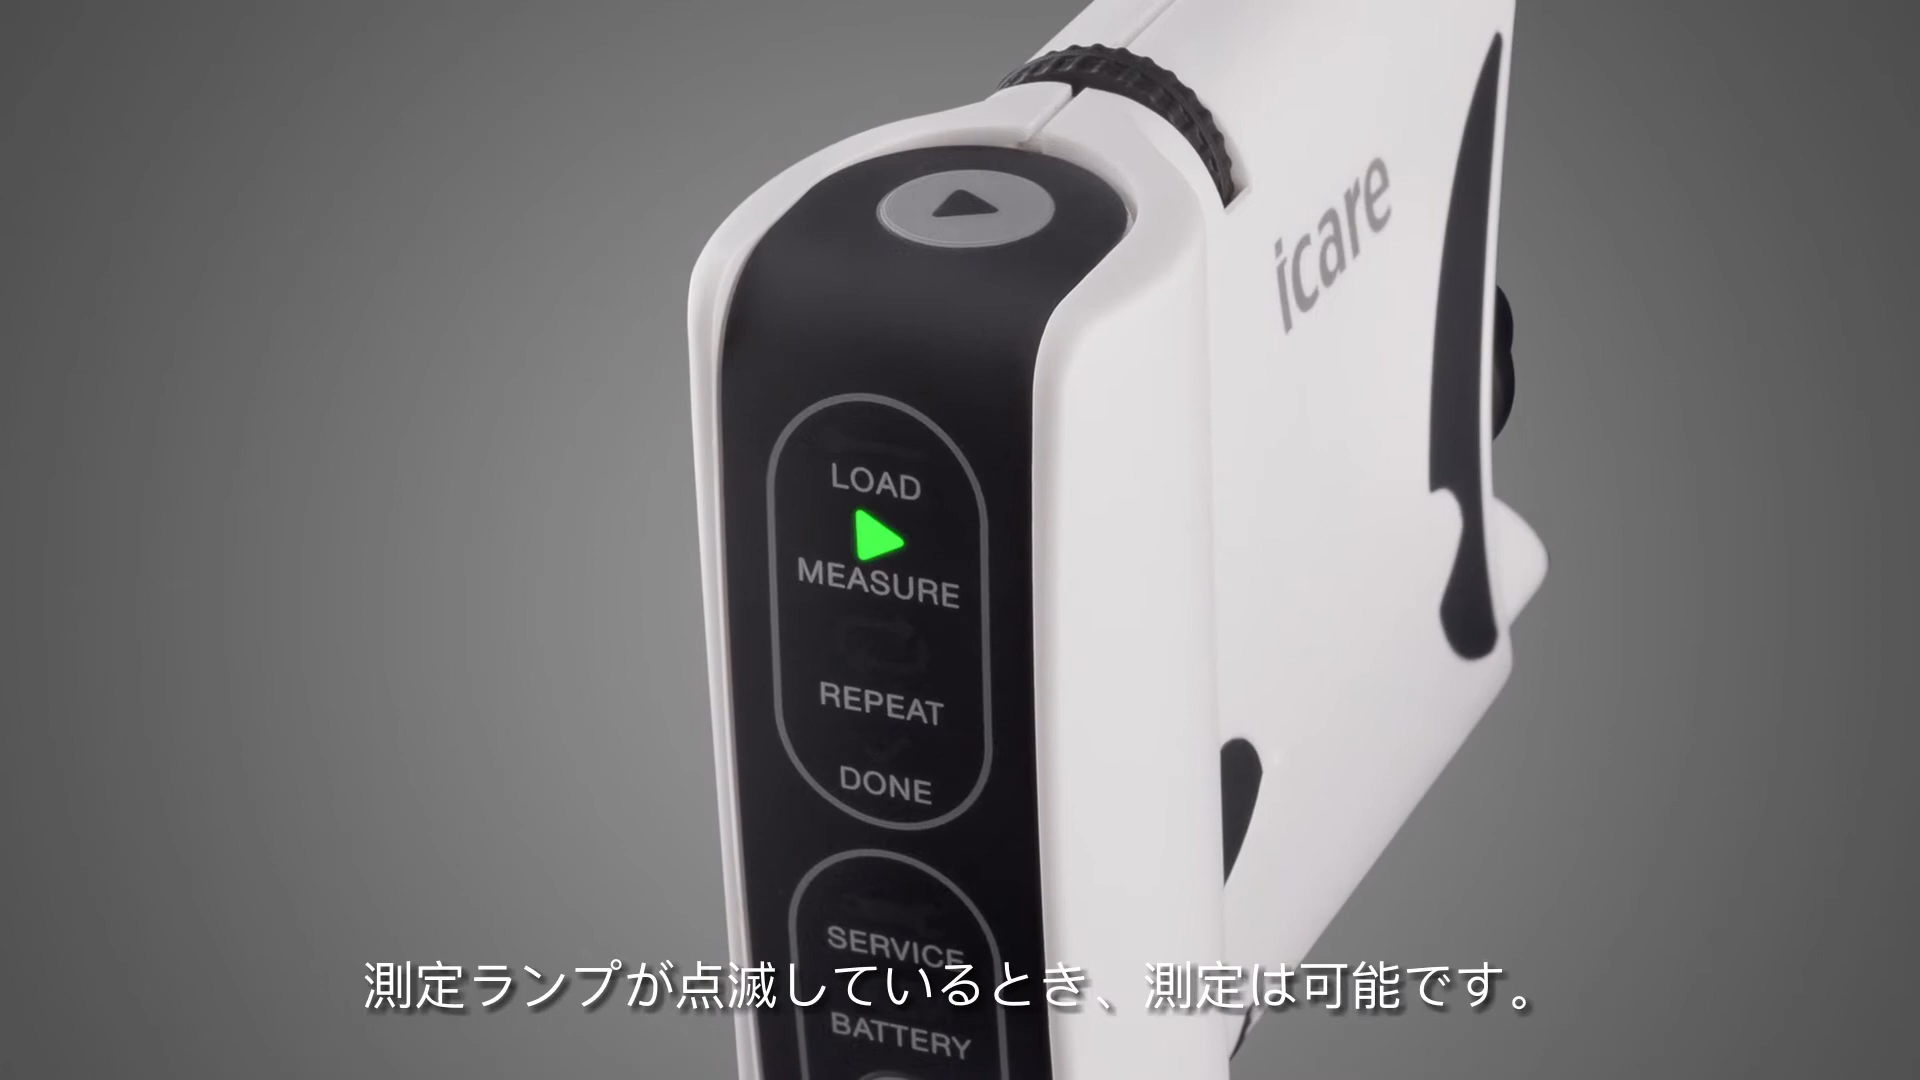 icare
LOAD
MEASURE
REPEAT
DONE
SERVICE
測定ランプが点滅しているとき、測定は可能です。
BATTERY